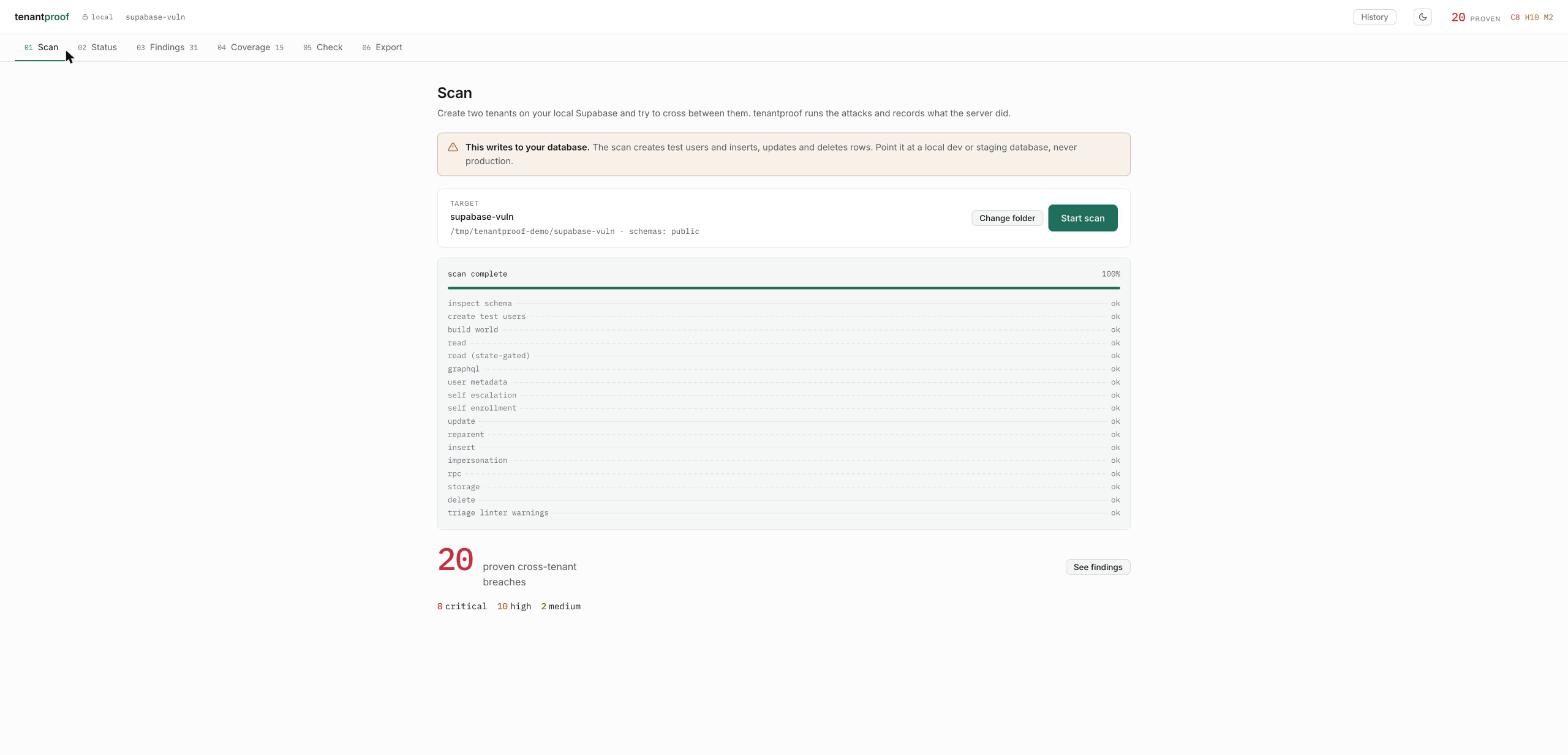 tenantproof local supabase-vuln History 20 PROVEN C8 H10 M2
01 Scan 02 Status 03 Findings 31 04 Coverage 15 05 Check 06 Export
Scan
Create two tenants on your local Supabase and try to cross between them. tenantproof runs the attacks and records what the server did.
This writes to your database. The scan creates test users and inserts, updates and deletes rows. Point it at a local dev or staging database, never
production.
TARGET
supabase-vuln
/tmp/tenantproof-demo/supabase-vuln · schemas: public
Change folder Start scan
scan complete 100%
inspect schema ok
create test users ok
build world ok
read ok
read (state-gated) ok
graphql ok
user metadata ok
self escalation ok
self enrollment ok
update ok
reparent ok
insert ok
impersonation ok
rpc ok
storage ok
delete ok
triage linter warnings ok
20 proven cross-tenant
breaches
See findings
8 critical 10 high 2 medium